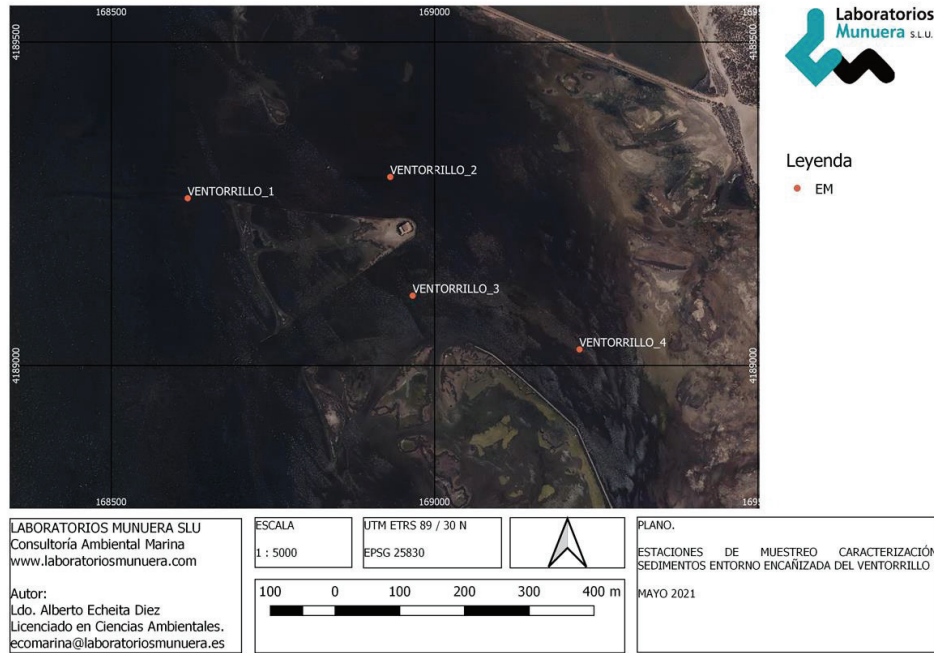 168500
169000
1695
4189500
4189500
VENTORRILLO_1
VENTORRILLO_2
VENTORRILLO_3
VENTORRILLO_4
4189000
4189000
168500
169000
1695
Laboratorios
Munuera S.L.U.
Leyenda
EM
LABORATORIOS MUNUERA SLU
Consultoría Ambiental Marina
www.laboratoriosmunuera.com
Autor:
Ldo. Alberto Echeita Diez
Licenciado en Ciencias Ambientales.
ecomarina@laboratoriosmunuera.es
ESCALA
1 : 5000
UTM ETRS 89 / 30 N
EPSG 25830
100 0 100 200 300 400 m
PLANO.
ESTACIONES DE MUESTREO CARACTERIZACIÓN
SEDIMENTOS ENTORNO ENCAÑIZADA DEL VENTORRILLO
MAYO 2021